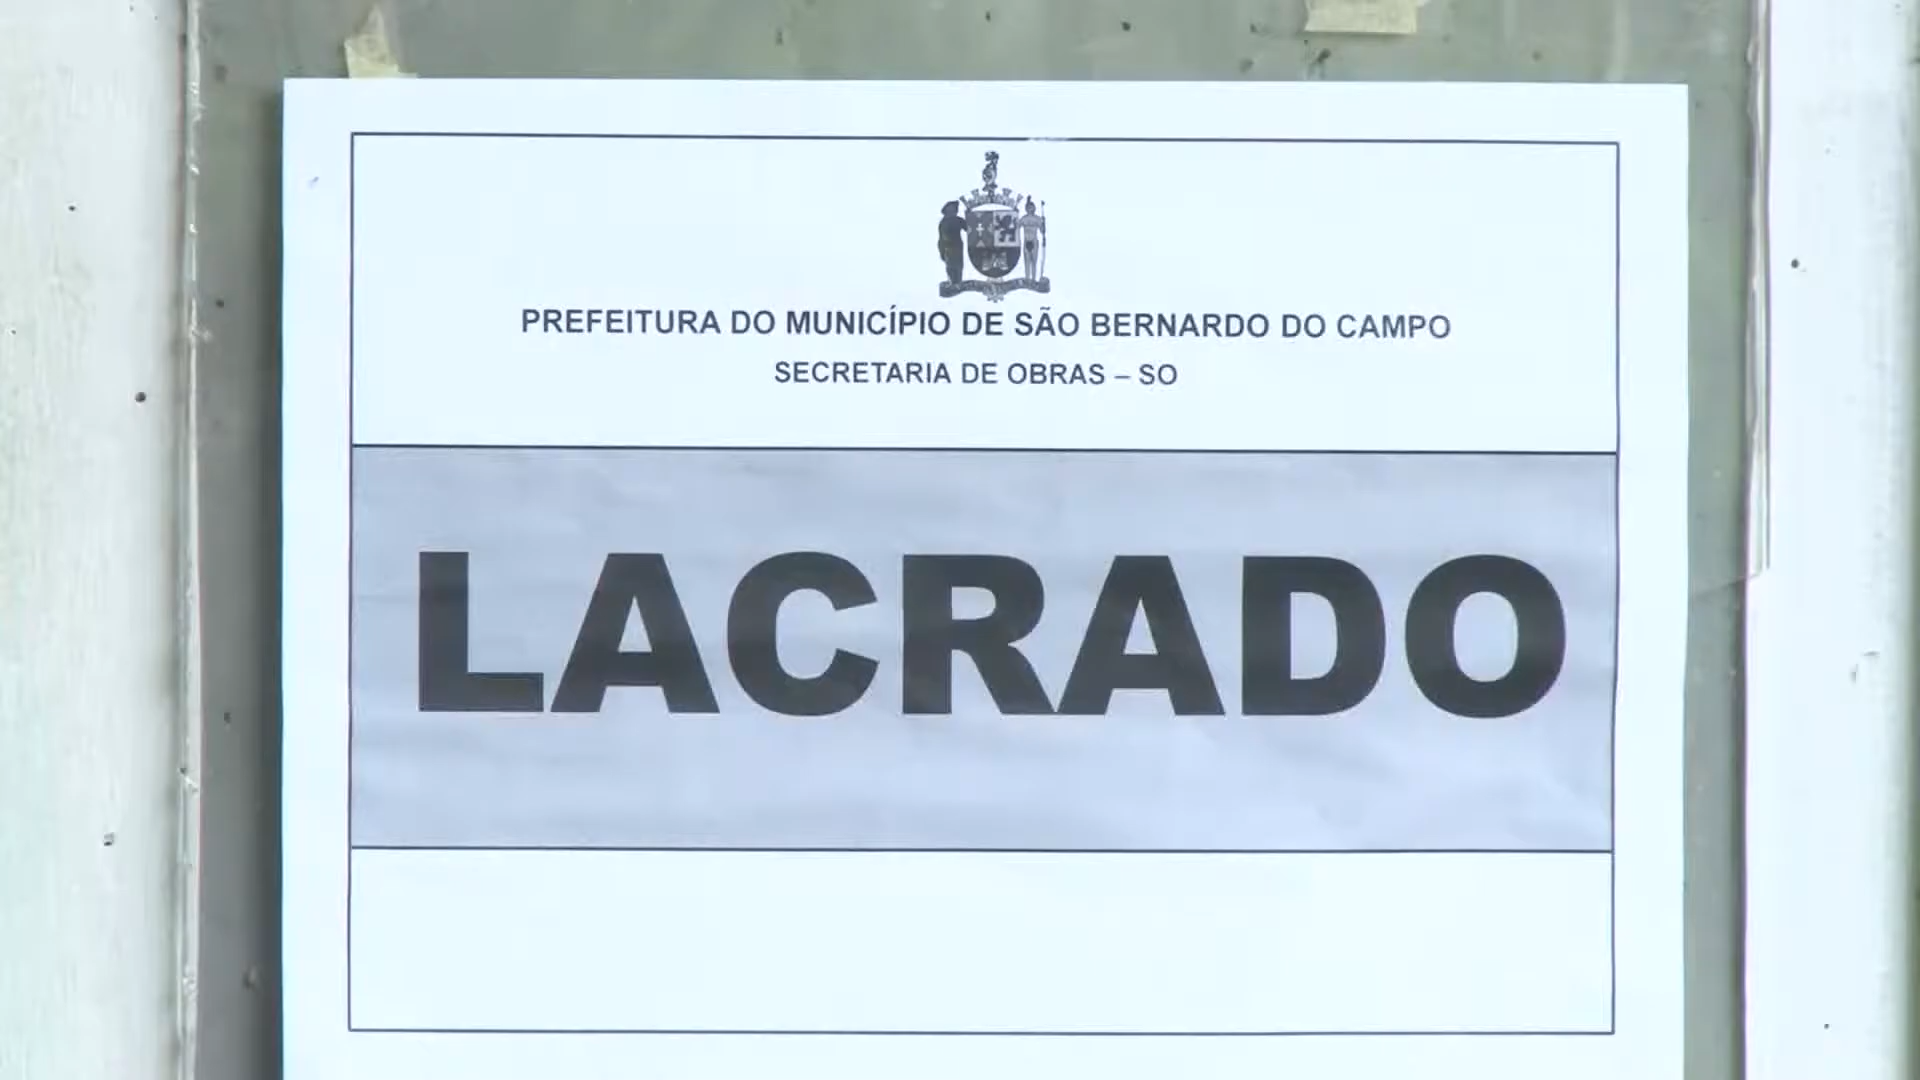 PREFEITURA DO MUNICÍPIO DE SÃO BERNARDO DO CAMPO
SECRETARIA DE OBRAS – SO
LACRADO